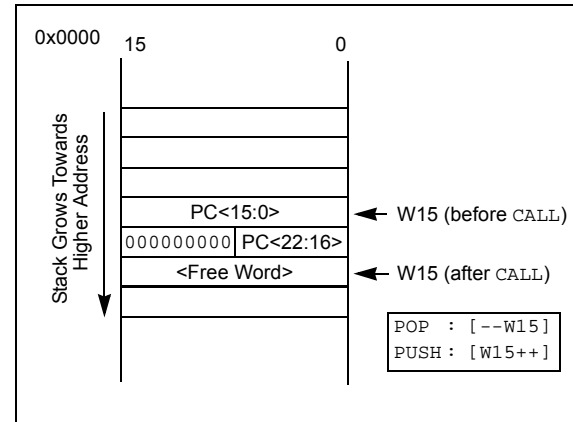 0x0000
15 0
Stack Grows Towards
Higher Address
PC<15:0>
W15 (before CALL)
000000000 PC<22:16>
<Free Word>
W15 (after CALL)
POP : [--W15]
PUSH : [W15++]